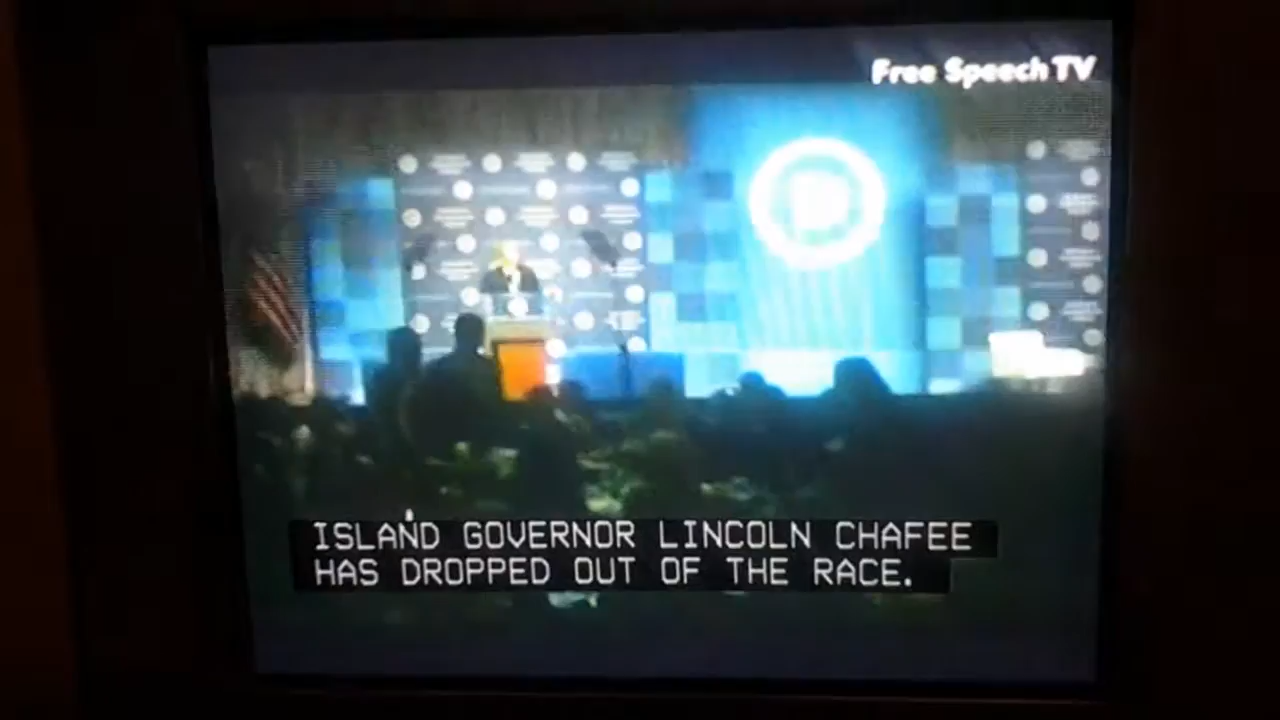 Free Speech TV
ISLAND GOVERNOR LINCOLN CHAFEE
HAS DROPPED OUT OF THE RACE.